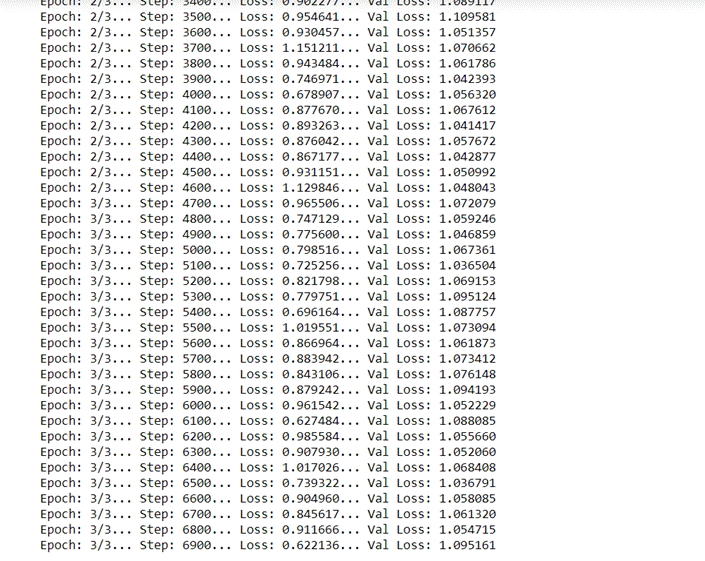 Epoch: 2/3... Step: 3400... Loss: 0.902277... Val Loss: 1.089117
Epoch: 2/3... Step: 3500... Loss: 0.954641... Val Loss: 1.109581
Epoch: 2/3... Step: 3600... Loss: 0.930457... Val Loss: 1.051357
Epoch: 2/3... Step: 3700... Loss: 1.151211... Val Loss: 1.070662
Epoch: 2/3... Step: 3800... Loss: 0.943484... Val Loss: 1.061786
Epoch: 2/3... Step: 3900... Loss: 0.746971... Val Loss: 1.042393
Epoch: 2/3... Step: 4000... Loss: 0.678907... Val Loss: 1.056320
Epoch: 2/3... Step: 4100... Loss: 0.877670... Val Loss: 1.067612
Epoch: 2/3... Step: 4200... Loss: 0.893263... Val Loss: 1.041417
Epoch: 2/3... Step: 4300... Loss: 0.876042... Val Loss: 1.057672
Epoch: 2/3... Step: 4400... Loss: 0.867177... Val Loss: 1.042877
Epoch: 2/3... Step: 4500... Loss: 0.931151... Val Loss: 1.050992
Epoch: 2/3... Step: 4600... Loss: 1.129846... Val Loss: 1.048043
Epoch: 3/3... Step: 4700... Loss: 0.965506... Val Loss: 1.072079
Epoch: 3/3... Step: 4800... Loss: 0.747129... Val Loss: 1.059246
Epoch: 3/3... Step: 4900... Loss: 0.775600... Val Loss: 1.046859
Epoch: 3/3... Step: 5000... Loss: 0.798516... Val Loss: 1.067361
Epoch: 3/3... Step: 5100... Loss: 0.725256... Val Loss: 1.036504
Epoch: 3/3... Step: 5200... Loss: 0.821798... Val Loss: 1.069153
Epoch: 3/3... Step: 5300... Loss: 0.779751... Val Loss: 1.095124
Epoch: 3/3... Step: 5400... Loss: 0.696164... Val Loss: 1.087757
Epoch: 3/3... Step: 5500... Loss: 1.019551... Val Loss: 1.073094
Epoch: 3/3... Step: 5600... Loss: 0.866964... Val Loss: 1.061873
Epoch: 3/3... Step: 5700... Loss: 0.883942... Val Loss: 1.073412
Epoch: 3/3... Step: 5800... Loss: 0.843106... Val Loss: 1.076148
Epoch: 3/3... Step: 5900... Loss: 0.879242... Val Loss: 1.094193
Epoch: 3/3... Step: 6000... Loss: 0.961542... Val Loss: 1.052229
Epoch: 3/3... Step: 6100... Loss: 0.627484... Val Loss: 1.088085
Epoch: 3/3... Step: 6200... Loss: 0.985584... Val Loss: 1.055660
Epoch: 3/3... Step: 6300... Loss: 0.907930... Val Loss: 1.052060
Epoch: 3/3... Step: 6400... Loss: 1.017026... Val Loss: 1.068408
Epoch: 3/3... Step: 6500... Loss: 0.739322... Val Loss: 1.036791
Epoch: 3/3... Step: 6600... Loss: 0.904960... Val Loss: 1.058085
Epoch: 3/3... Step: 6700... Loss: 0.845617... Val Loss: 1.061320
Epoch: 3/3... Step: 6800... Loss: 0.911666... Val Loss: 1.054715
Epoch: 3/3... Step: 6900... Loss: 0.622136... Val Loss: 1.095161